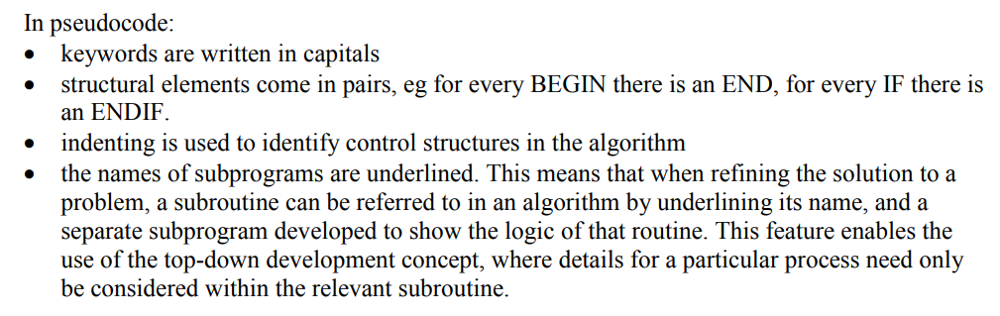 In pseudocode:
• keywords are written in capitals
• structural elements come in pairs, eg for every BEGIN there is an END, for every IF there is
an ENDIF.
• indenting is used to identify control structures in the algorithm
• the names of subprograms are underlined. This means that when refining the solution to a
problem, a subroutine can be referred to in an algorithm by underlining its name, and a
separate subprogram developed to show the logic of that routine. This feature enables the
use of the top-down development concept, where details for a particular process need only
be considered within the relevant subroutine.